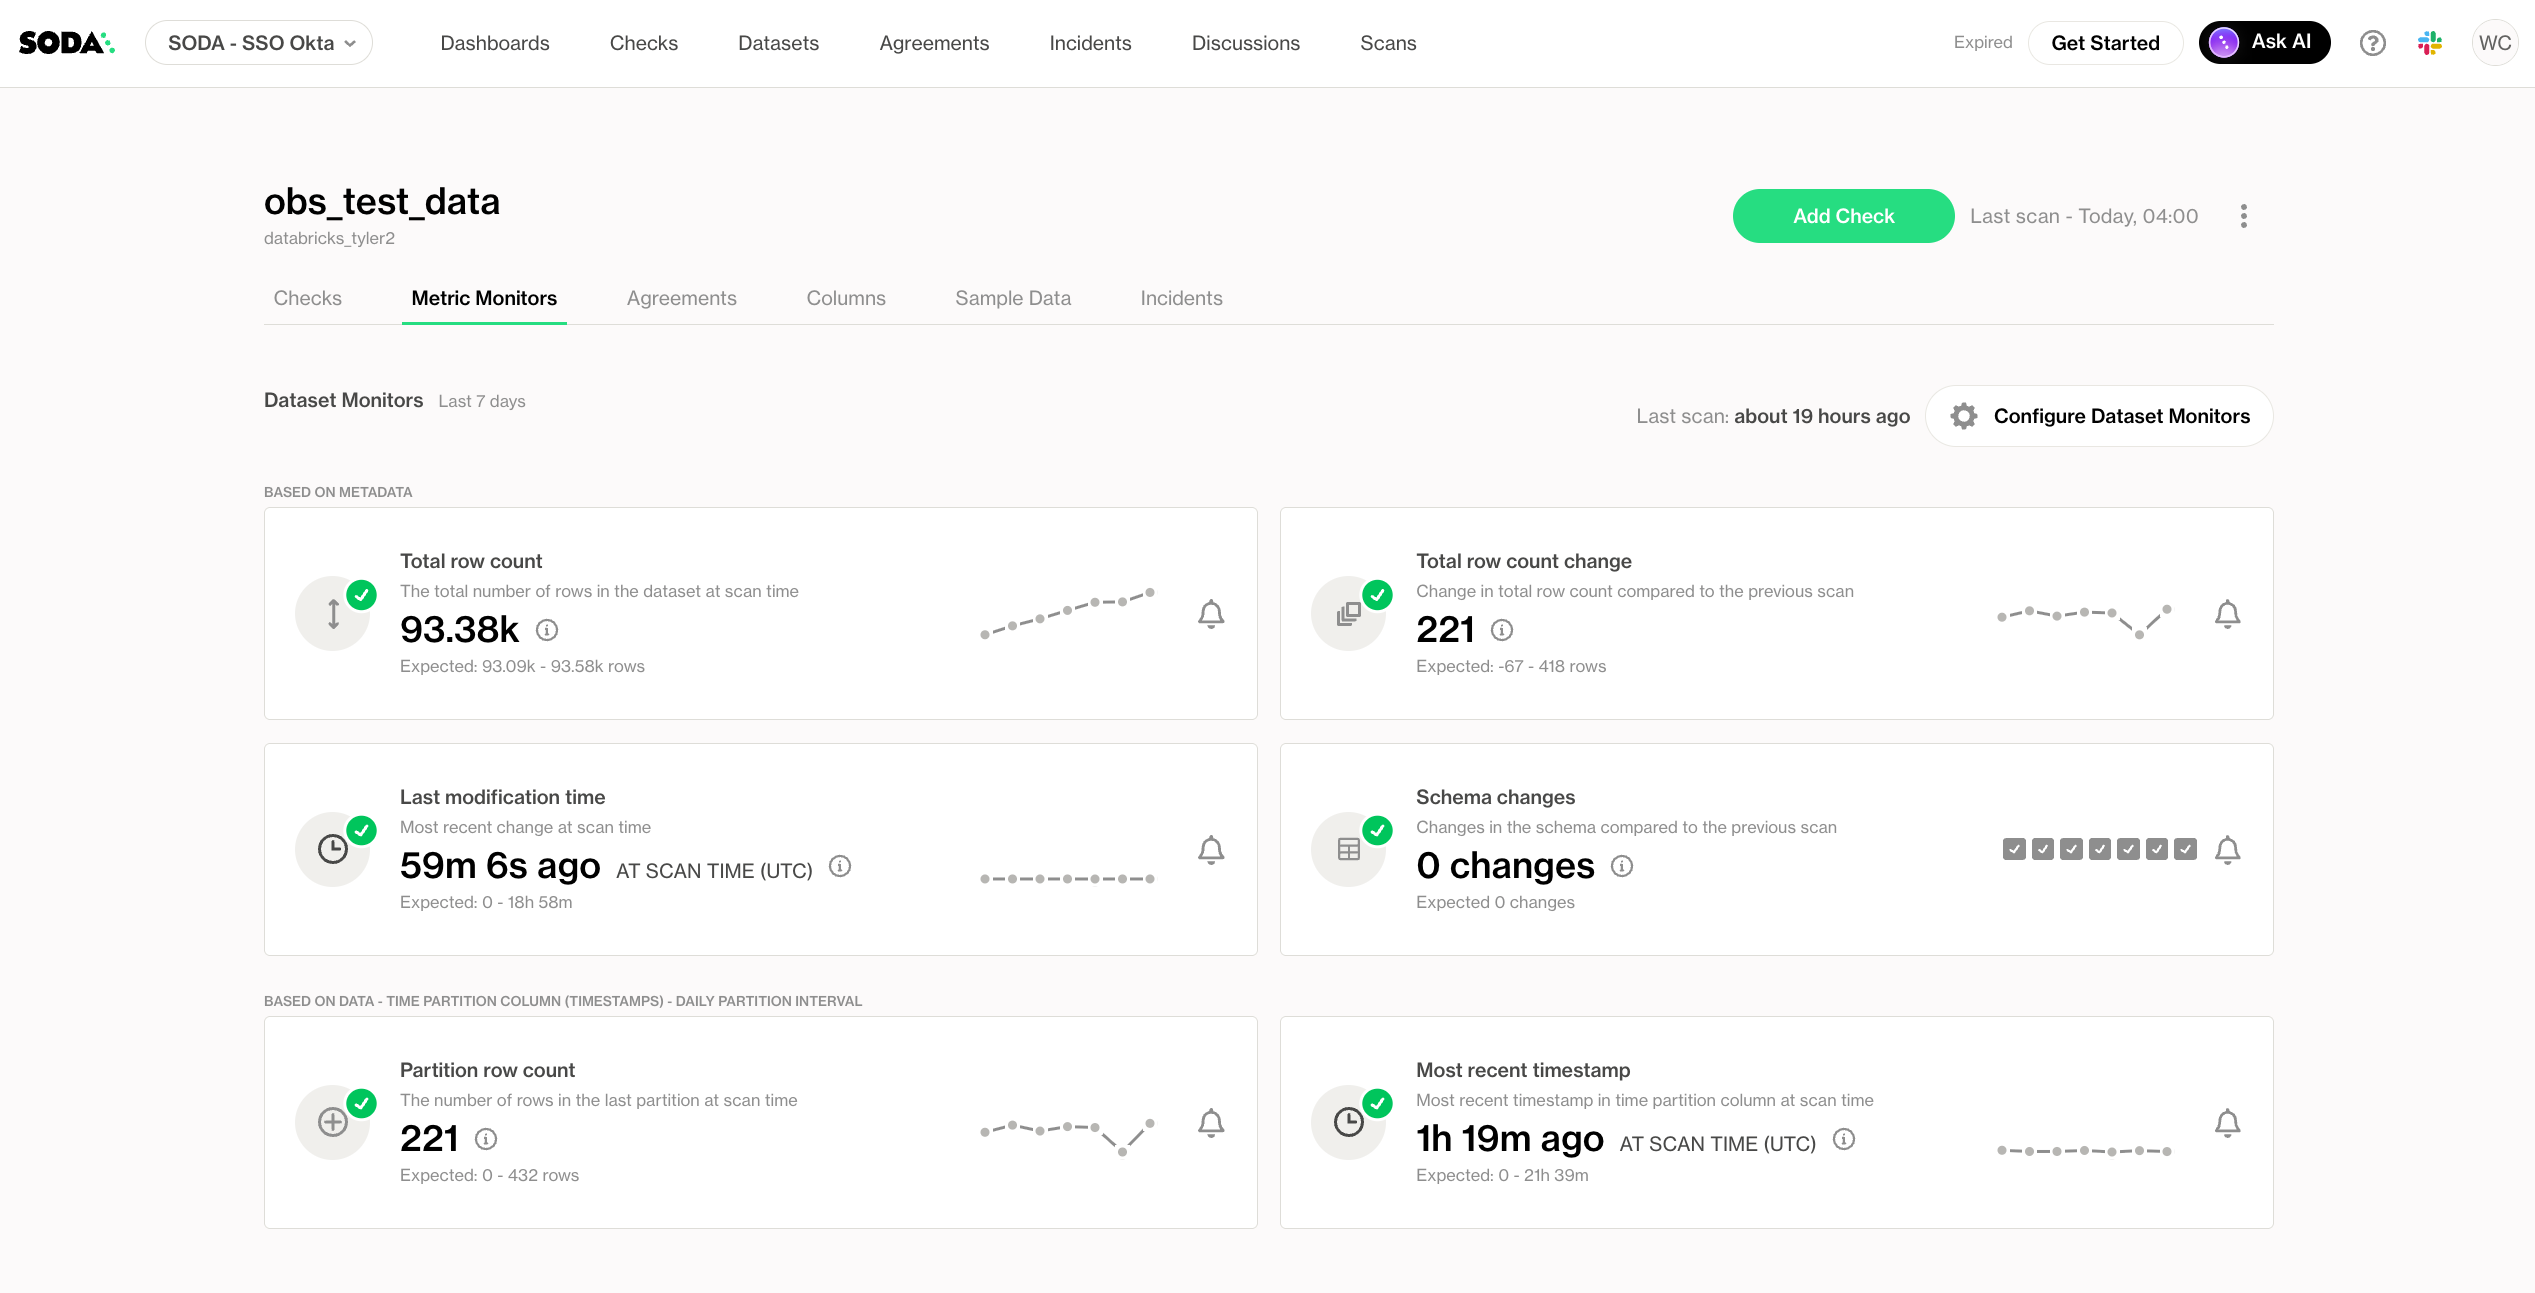 SODA
SODA - SSO Okta
Dashboards
Checks
Datasets
Agreements
Incidents
Discussions
Scans
Expired
Get Started
Ask AI
WC
obs_test_data
databricks_tyler2
Add Check
Last scan - Today, 04:00
Checks
Metric Monitors
Agreements
Columns
Sample Data
Incidents
Dataset Monitors
Last 7 days
Last scan: about 19 hours ago
Configure Dataset Monitors
BASED ON METADATA
Total row count
The total number of rows in the dataset at scan time
93.38k
Expected: 93.09k - 93.58k rows
Total row count change
Change in total row count compared to the previous scan
221
Expected: -67 - 418 rows
Last modification time
Most recent change at scan time
59m 6s ago AT SCAN TIME (UTC)
Expected: 0 - 18h 58m
Schema changes
Changes in the schema compared to the previous scan
0 changes
Expected 0 changes
BASED ON DATA - TIME PARTITION COLUMN (TIMESTAMPS) - DAILY PARTITION INTERVAL
Partition row count
The number of rows in the last partition at scan time
221
Expected: 0 - 432 rows
Most recent timestamp
Most recent timestamp in time partition column at scan time
1h 19m ago AT SCAN TIME (UTC)
Expected: 0 - 21h 39m